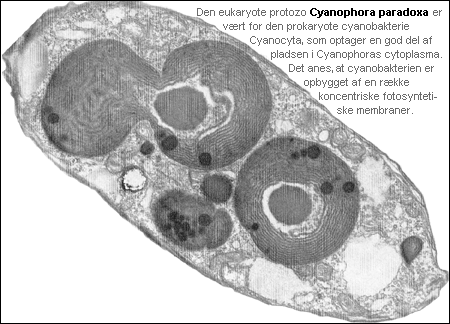 Den eukaryote protozo Cyanophora paradoxa er
vært for den prokaryote cyanobakterie
Cyanocyta, som optager en god del af
pladsen i Cyanophoras cytoplasma.
Det anes, at cyanobakterien er
opbygget af en række
koncentriske fotosynteti-
ske membraner.